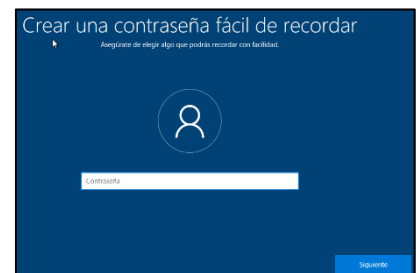 Crear una contraseña fácil de recordar
Asegúrate de elegir algo que podrás recordar con facilidad.
Contraseña
Siguiente